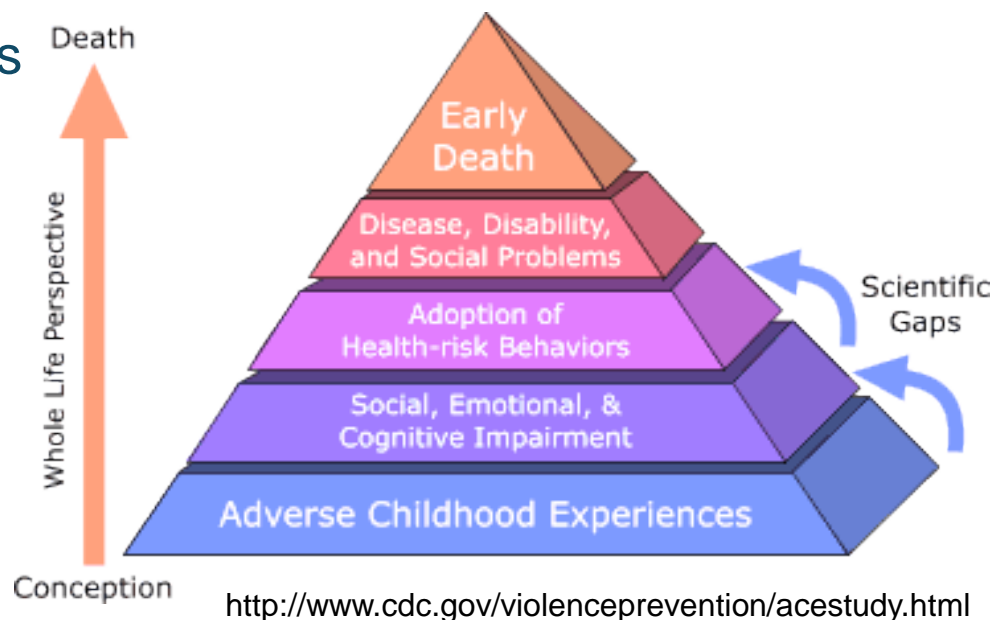 s
Death
Early
Death
Disease, Disability,
and Social Problems
Adoption of
Health-risk Behaviors
Social, Emotional, &
Cognitive Impairment
Adverse Childhood Experiences
Whole Life Perspective
Scientific
Gaps
Conception
http://www.cdc.gov/violenceprevention/acestudy.html